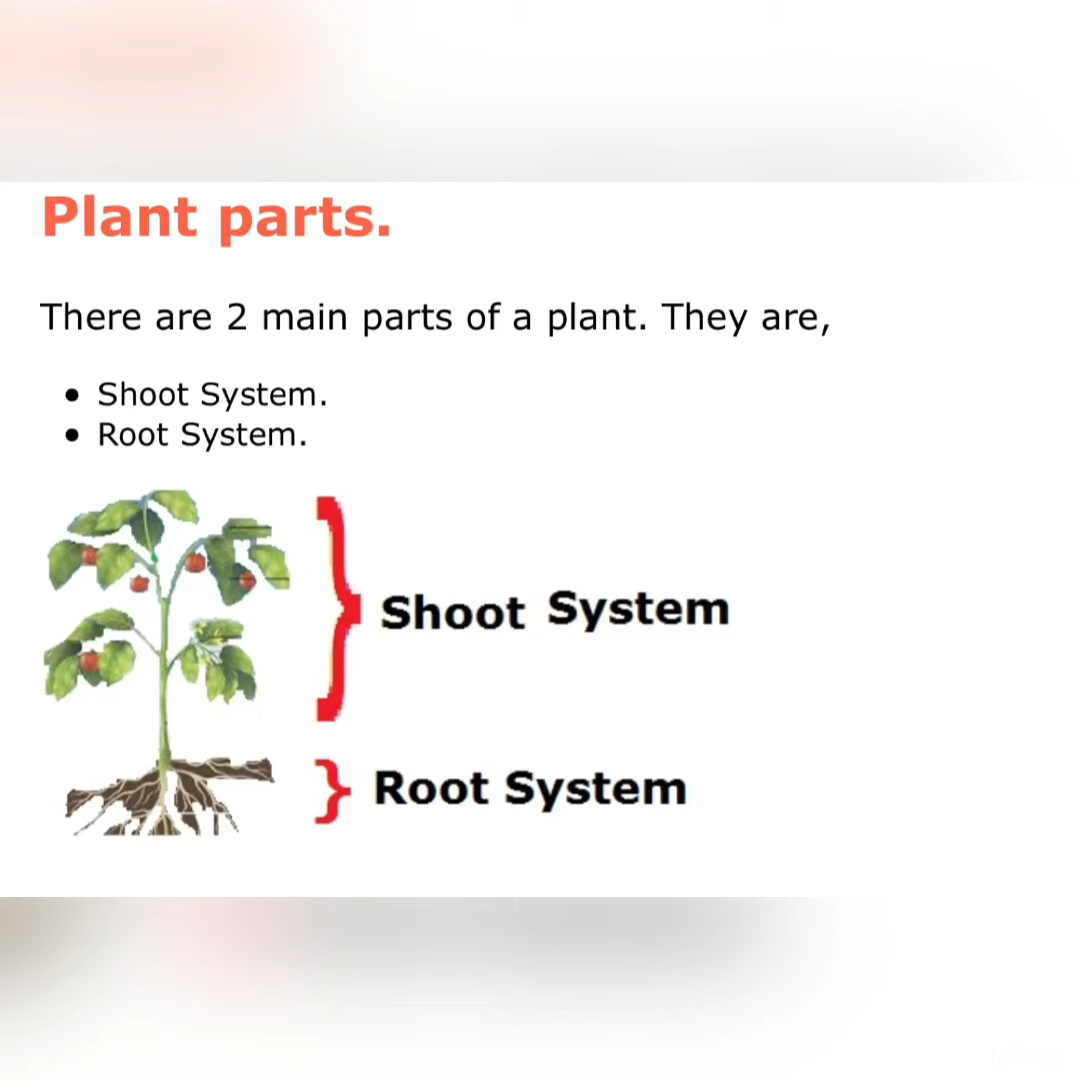 Plant parts.
There are 2 main parts of a plant. They are,
• Shoot System.
• Root System.
Shoot System
Root System